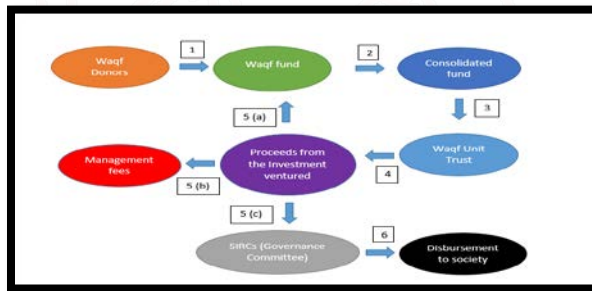 Waqf
Donors
1
Waqf fund
2
Consolidated
fund
3
5 (a)
Management
fees
5 (b)
Proceeds from
the Investment
ventured
4
Waqf Unit
Trust
5 (c)
SIRCs (Governance
Committee)
6
Disbursement
to society